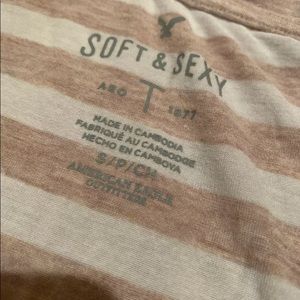 SOFT & SEXY
AEO T 1977
MADE IN CAMBODIA
FABRIQUÉ AU CAMBODGE
HECHO EN CAMBOYA
S/P/CH
AMERICAN EAGLE
OUTFITTERS